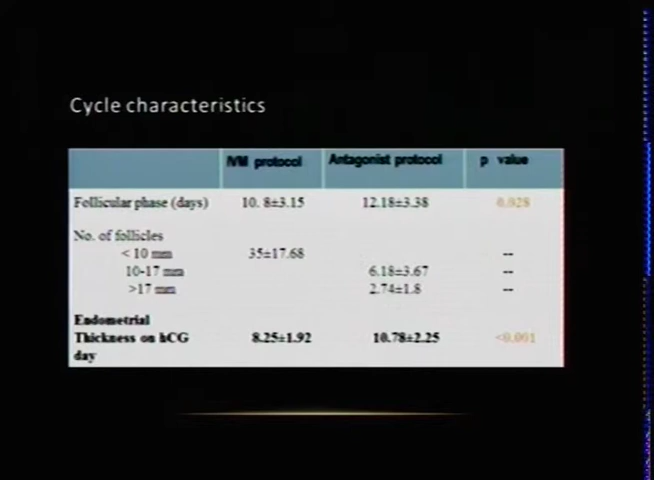 Cycle characteristics
IVM protocol Antagonist protocol p value
Follicular phase (days) 10. 8±3.15 12.18±3.38 0.028
No. of follicles
< 10 mm 35±17.68 --
10-17 mm 6.18±3.67 --
>17 mm 2.74±1.8 --
Endometrial
Thickness on hCG 8.25±1.92 10.78±2.25 <0.001
day